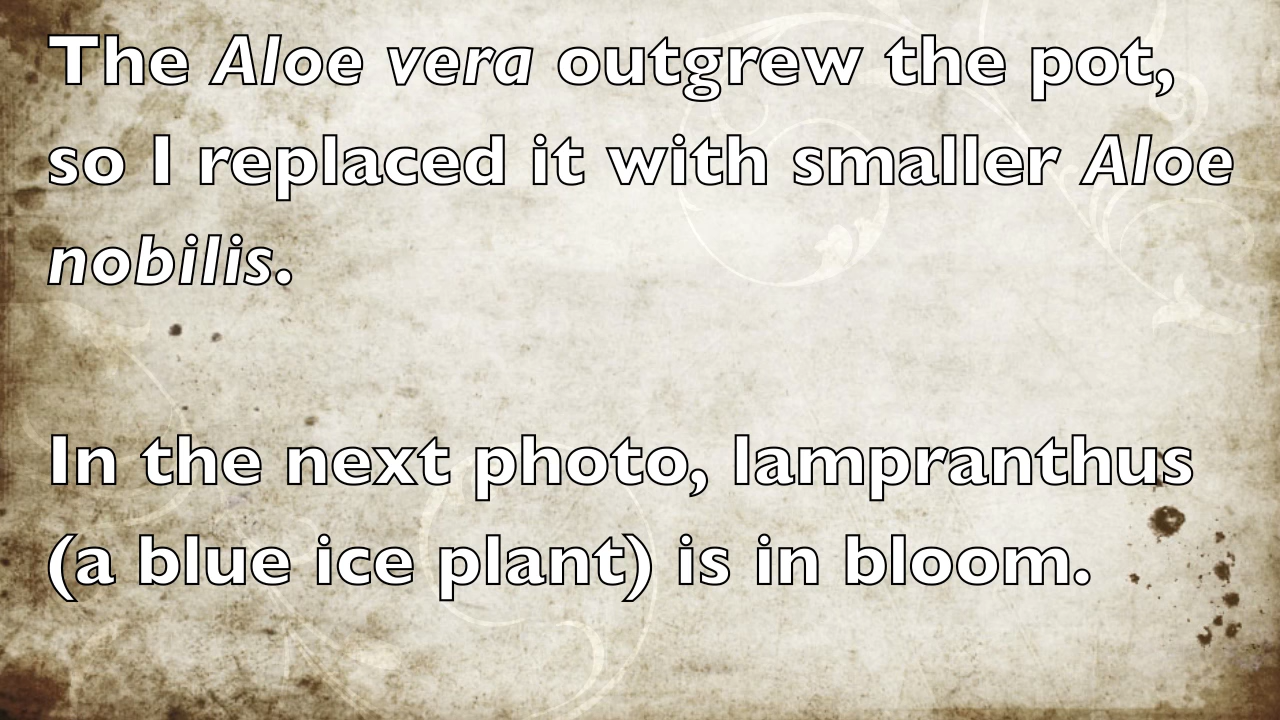 The Aloe vera outgrew the pot,
so I replaced it with smaller Aloe
nobilis.
In the next photo, lampranthus
(a blue ice plant) is in bloom.